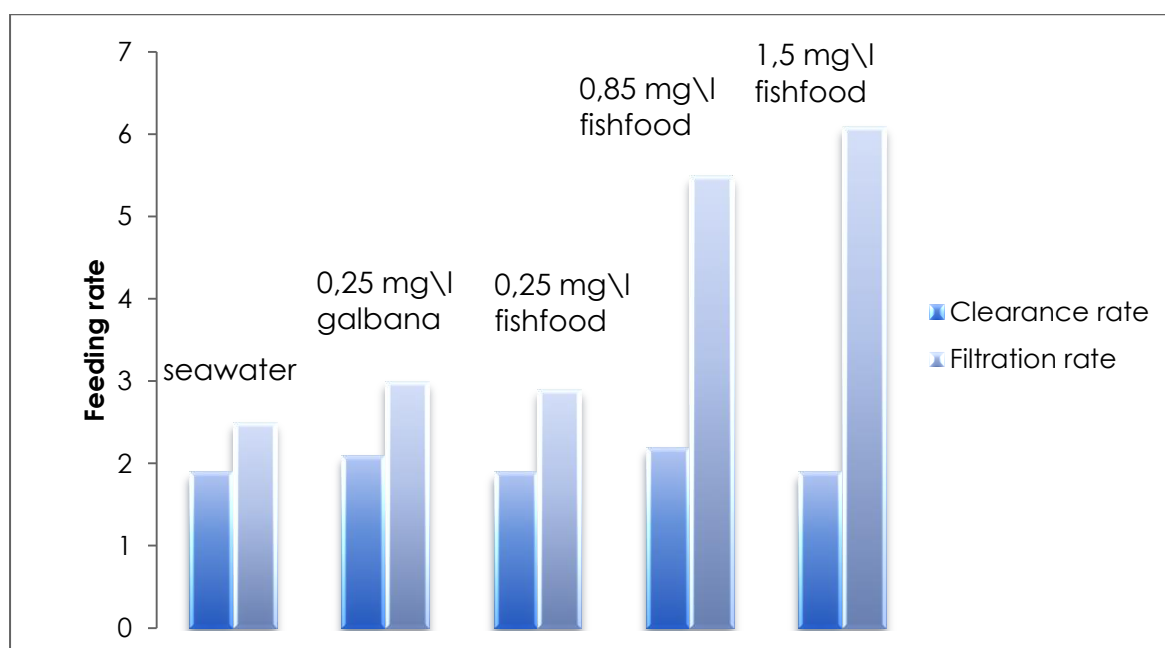 7
6
5
4
3
2
1
0
Feeding rate
seawater
0,25 mg\l
galbana
0,25 mg\l
fishfood
0,85 mg\l
fishfood
1,5 mg\l
fishfood
Clearance rate
Filtration rate